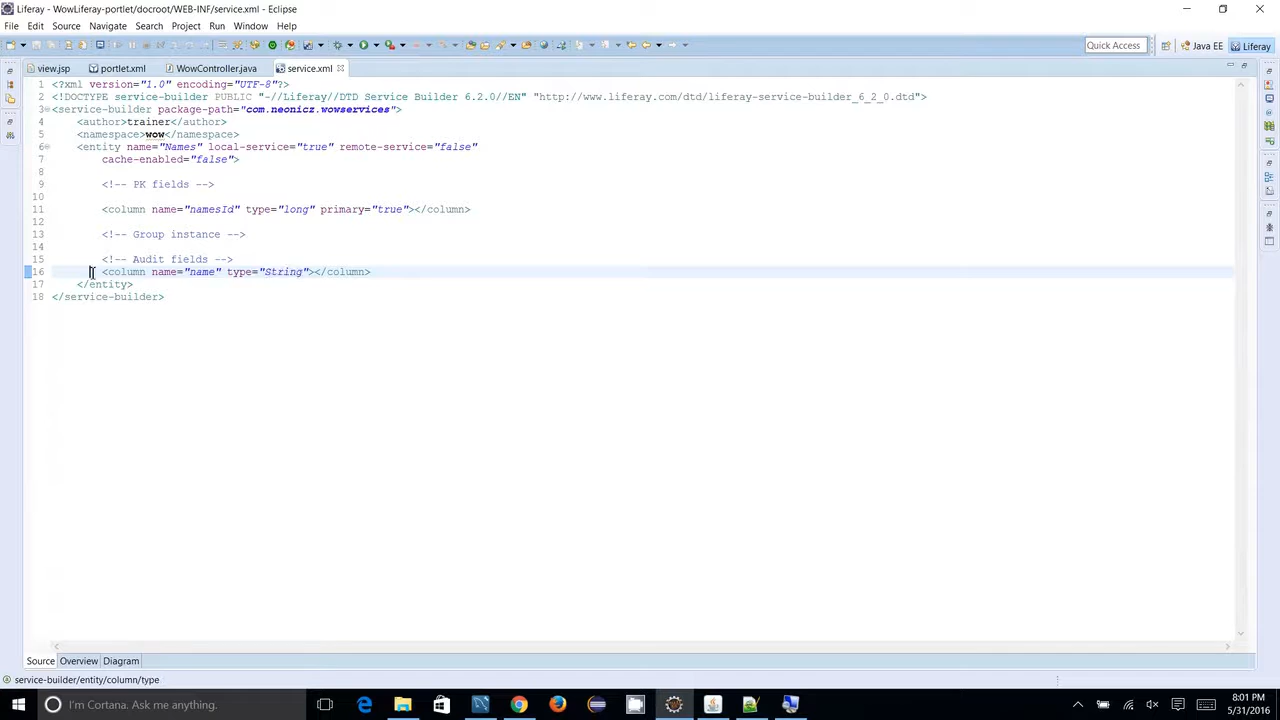 Liferay - WowLiferay-portlet/docroot/WEB-INF/service.xml - Eclipse
File Edit Source Navigate Search Project Run Window Help
Quick Access Java EE Liferay
view.jsp portlet.xml WowController.java service.xml
1 <?xml version="1.0" encoding="UTF-8"?>
2 <!DOCTYPE service-builder PUBLIC "-//Liferay//DTD Service Builder 6.2.0//EN" "http://www.liferay.com/dtd/liferay-service-builder_6_2_0.dtd">
3 <service-builder package-path="com.neonicz.wowservices">
4 <author>trainer</author>
5 <namespace>wow</namespace>
6 <entity name="Names" local-service="true" remote-service="false"
7 cache-enabled="false">
8
9 <!-- PK fields -->
10
11 <column name="namesId" type="long" primary="true"></column>
12
13 <!-- Group instance -->
14
15 <!-- Audit fields -->
16 <column name="name" type="String"></column>
17 </entity>
18 </service-builder>
Source Overview Diagram
service-builder/entity/column/type
I'm Cortana. Ask me anything.
8:01 PM
5/31/2016